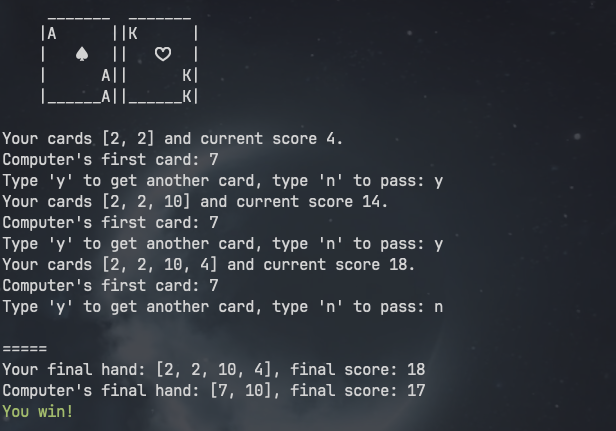 _______  _______
|A      ||K      |
|   ♠   ||   ♡   |
|      A||      K|
|______A||______K|
Your cards [2, 2] and current score 4.
Computer's first card: 7
Type 'y' to get another card, type 'n' to pass: y
Your cards [2, 2, 10] and current score 14.
Computer's first card: 7
Type 'y' to get another card, type 'n' to pass: y
Your cards [2, 2, 10, 4] and current score 18.
Computer's first card: 7
Type 'y' to get another card, type 'n' to pass: n
=====
Your final hand: [2, 2, 10, 4], final score: 18
Computer's final hand: [7, 10], final score: 17
You win!